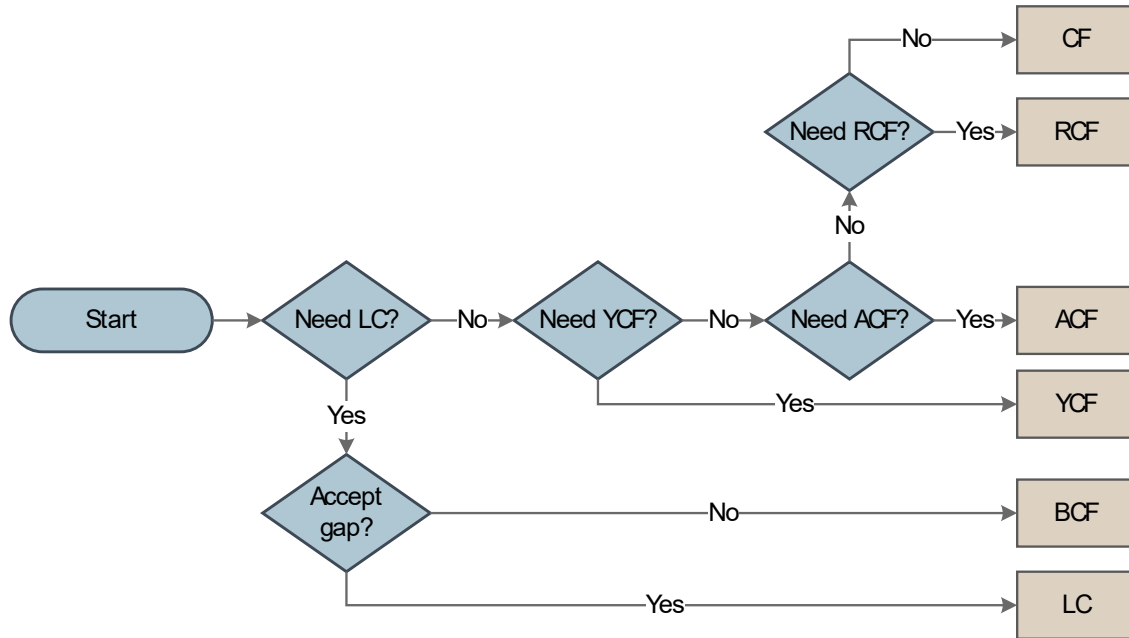 No
CF
Need RCF?
Yes
RCF
No
Start
Need LC?
No
Need YCF?
No
Need ACF?
Yes
ACF
Yes
Yes
YCF
Accept
gap?
No
BCF
Yes
LC